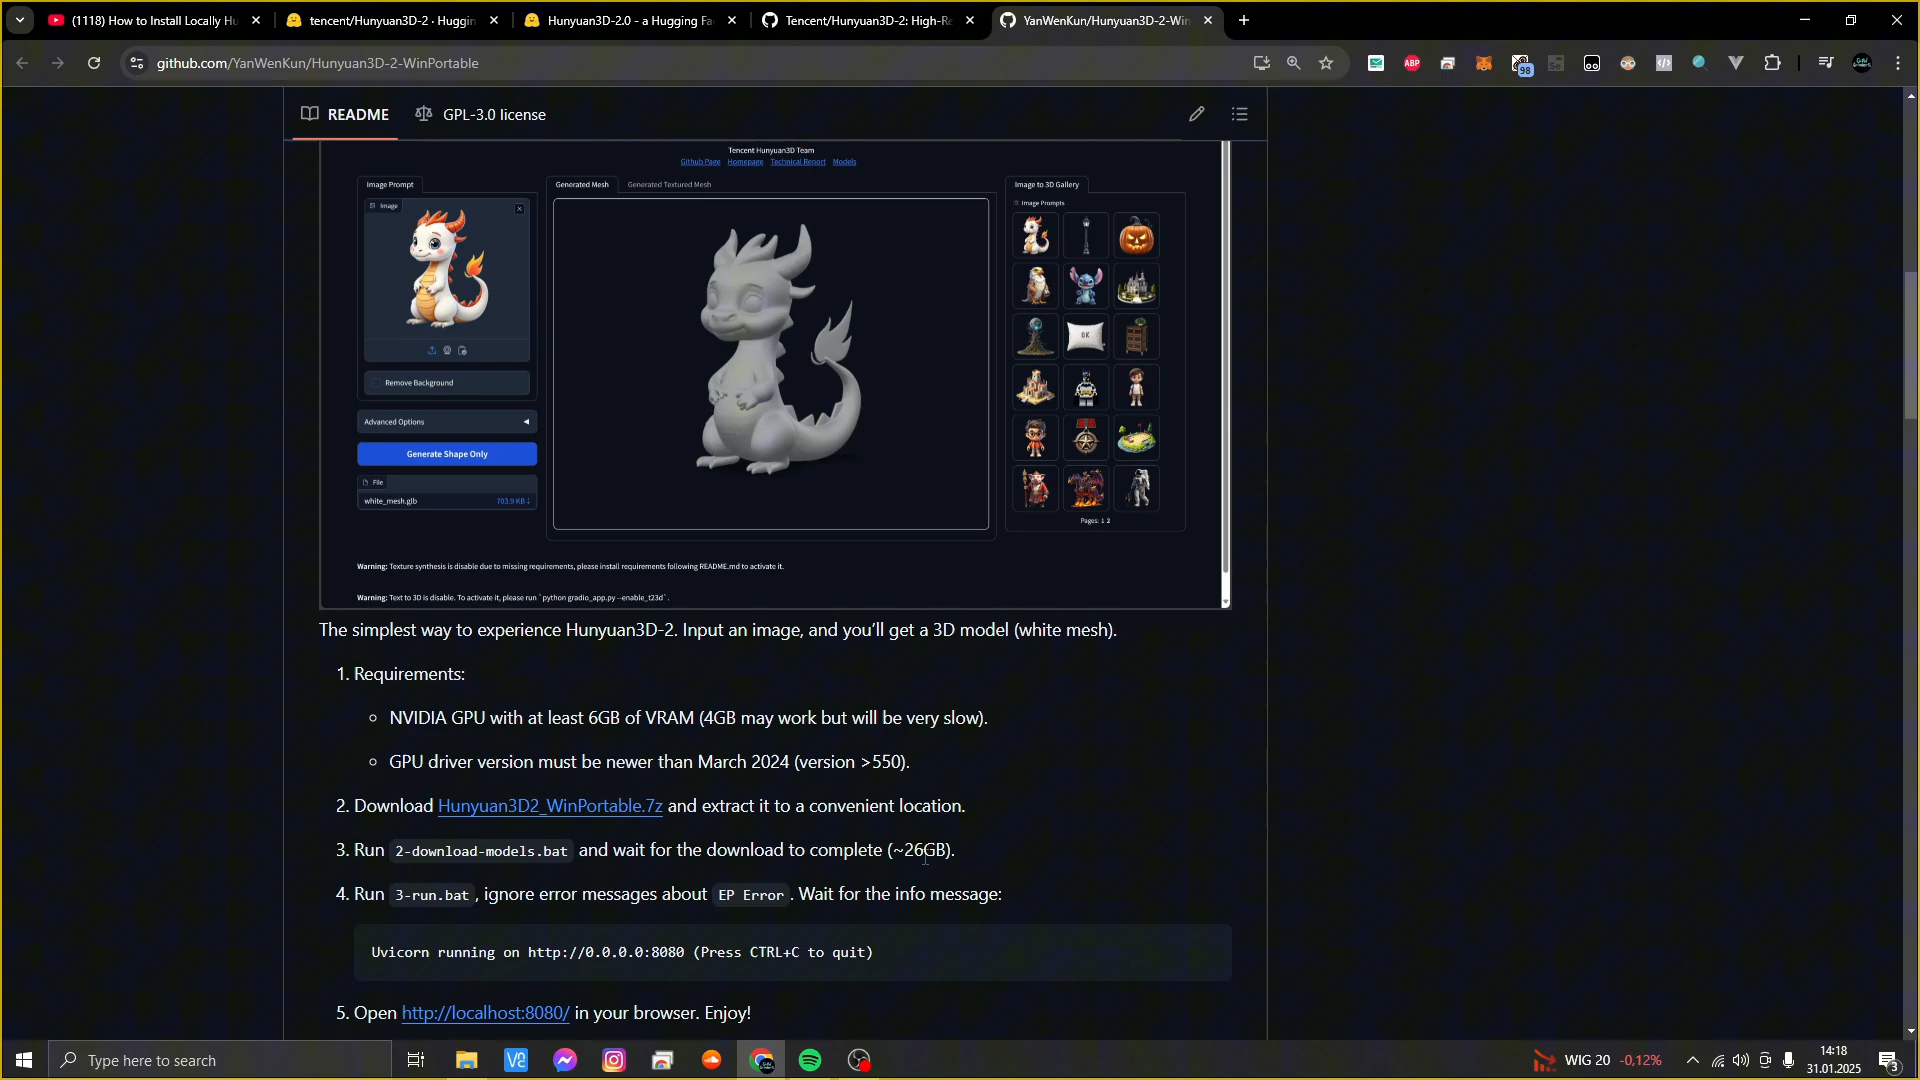 (1118) How to Install Locally Hu
tencent/Hunyuan3D-2 · Huggin
Hunyuan3D-2.0 - a Hugging Fa
Tencent/Hunyuan3D-2: High-Re
YanWenKun/Hunyuan3D-2-Win
github.com/YanWenKun/Hunyuan3D-2-WinPortable
ABP
98
README
GPL-3.0 license
Tencent Hunyuan3D Team
Github Page Homepage Technical Report Models
Image Prompt
Generated Mesh
Generated Textured Mesh
Image to 3D Gallery
Image
Image Prompts
OK
Remove Background
Advanced Options
Generate Shape Only
File
white_mesh.glb
703.9 KB ↓
Pages: 1 2
Warning: Texture synthesis is disable due to missing requirements, please install requirements following README.md to activate it.
Warning: Text to 3D is disable. To activate it, please run `python gradio_app.py --enable_t23d`.
The simplest way to experience Hunyuan3D-2. Input an image, and you’ll get a 3D model (white mesh).
1. Requirements:
NVIDIA GPU with at least 6GB of VRAM (4GB may work but will be very slow).
GPU driver version must be newer than March 2024 (version >550).
2. Download Hunyuan3D2_WinPortable.7z and extract it to a convenient location.
3. Run 2-download-models.bat and wait for the download to complete (~26GB).
4. Run 3-run.bat, ignore error messages about EP Error. Wait for the info message:
Uvicorn running on http://0.0.0.0:8080 (Press CTRL+C to quit)
5. Open http://localhost:8080/ in your browser. Enjoy!
Type here to search
WIG 20 -0,12%
14:18
31.01.2025
3